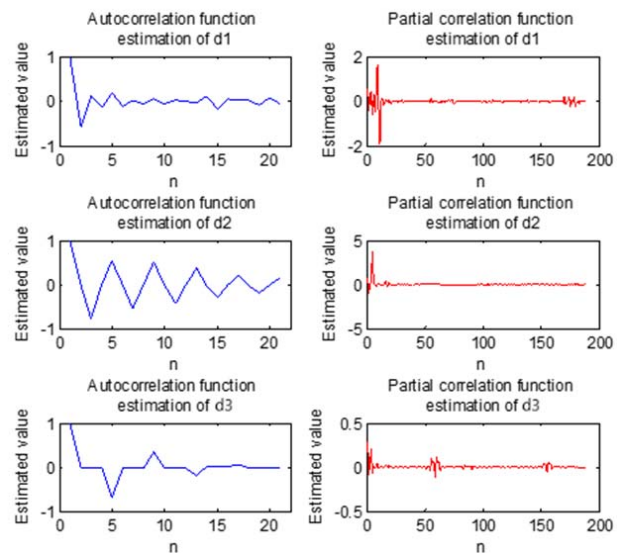 Autocorrelation function
estimation of d1
Estimated value
1
0
-1
0
5
10
15
20
n
Partial correlation function
estimation of d1
Estimated value
2
0
-2
0
50
100
150
200
n
Autocorrelation function
estimation of d2
Estimated value
1
0
-1
0
5
10
15
20
n
Partial correlation function
estimation of d2
Estimated value
5
0
-5
0
50
100
150
200
n
Autocorrelation function
estimation of d3
Estimated value
1
0
-1
0
5
10
15
20
n
Partial correlation function
estimation of d3
Estimated value
0.5
0
-0.5
0
50
100
150
200
n